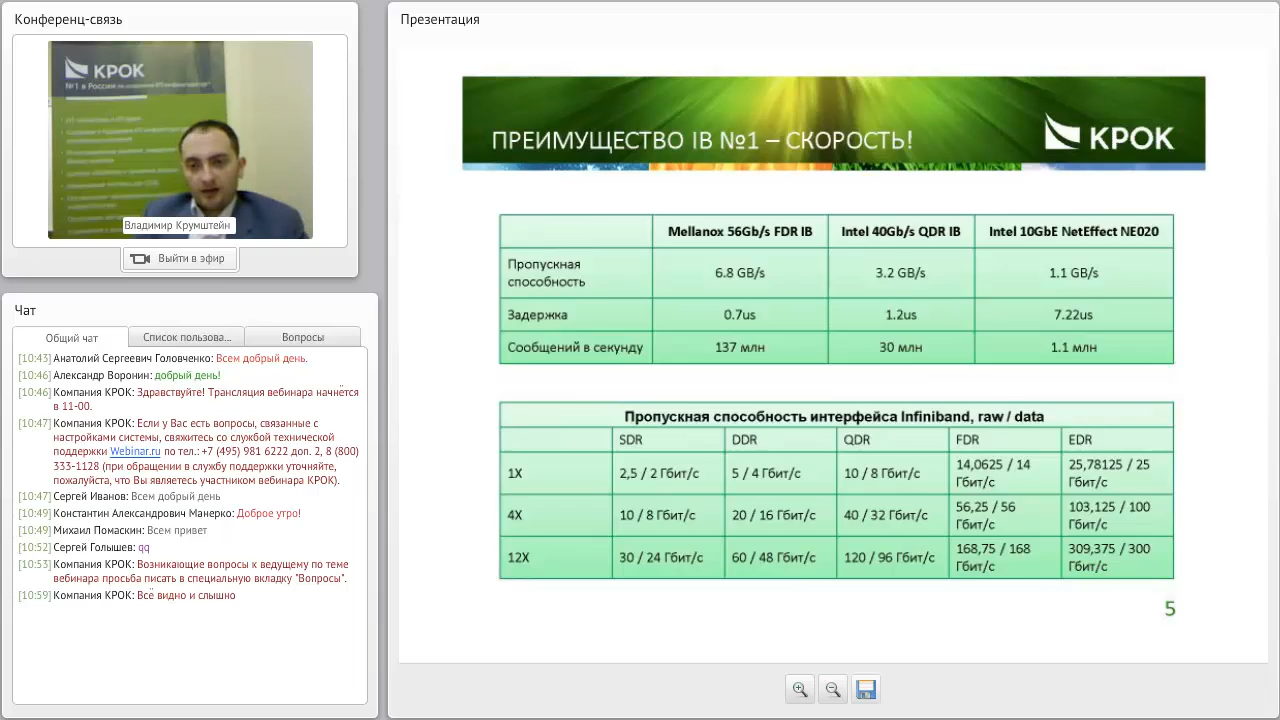 Конференц-связь
КРОК
№1 в России
Владимир Крумштейн
Выйти в эфир
Чат
Общий чат
Список пользова...
Вопросы
[10:43] Анатолий Сергеевич Головченко: Всем добрый день.
[10:46] Александр Воронин: добрый день!
[10:46] Компания КРОК: Здравствуйте! Трансляция вебинара начнётся
в 11-00.
[10:47] Компания КРОК: Если у Вас есть вопросы, связанные с
настройками системы, свяжитесь со службой технической
поддержки Webinar.ru по тел.: +7 (495) 981 6222 доп. 2, 8 (800)
333-1128 (при обращении в службу поддержки уточняйте,
пожалуйста, что Вы являетесь участником вебинара КРОК).
[10:47] Сергей Иванов: Всем добрый день
[10:49] Константин Александрович Манерко: Доброе утро!
[10:49] Михаил Помаскин: Всем привет
[10:52] Сергей Голышев: qq
[10:53] Компания КРОК: Возникающие вопросы к ведущему по теме
вебинара просьба писать в специальную вкладку "Вопросы".
[10:59] Компания КРОК: Всё видно и слышно
Презентация
ПРЕИМУЩЕСТВО IB №1 – СКОРОСТЬ!
КРОК
Mellanox 56Gb/s FDR IB Intel 40Gb/s QDR IB Intel 10GbE NetEffect NE020
Пропускная
способность 6.8 GB/s 3.2 GB/s 1.1 GB/s
Задержка 0.7us 1.2us 7.22us
Сообщений в секунду 137 млн 30 млн 1.1 млн
Пропускная способность интерфейса Infiniband, raw / data
SDR DDR QDR FDR EDR
1X 2,5 / 2 Гбит/с 5 / 4 Гбит/с 10 / 8 Гбит/с 14,0625 / 14 25,78125 / 25
Гбит/с Гбит/с
4X 10 / 8 Гбит/с 20 / 16 Гбит/с 40 / 32 Гбит/с 56,25 / 56 103,125 / 100
Гбит/с Гбит/с
12X 30 / 24 Гбит/с 60 / 48 Гбит/с 120 / 96 Гбит/с 168,75 / 168 309,375 / 300
Гбит/с Гбит/с
5